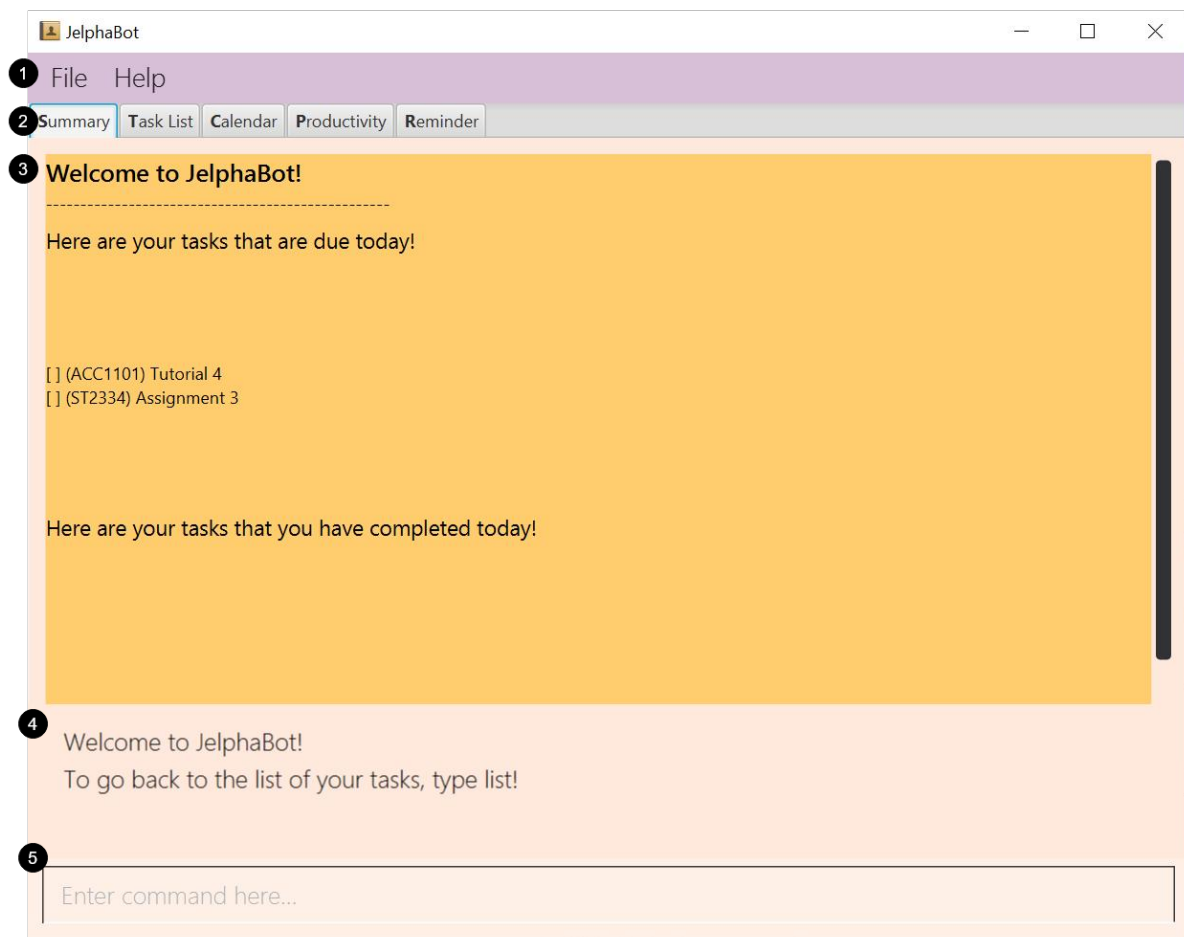 JelphaBot
1 File Help
2 Summary Task List Calendar Productivity Reminder
3 Welcome to JelphaBot!
--------------------------------------------------
Here are your tasks that are due today!
[ ] (ACC1101) Tutorial 4
[ ] (ST2334) Assignment 3
Here are your tasks that you have completed today!
4
Welcome to JelphaBot!
To go back to the list of your tasks, type list!
5
Enter command here...